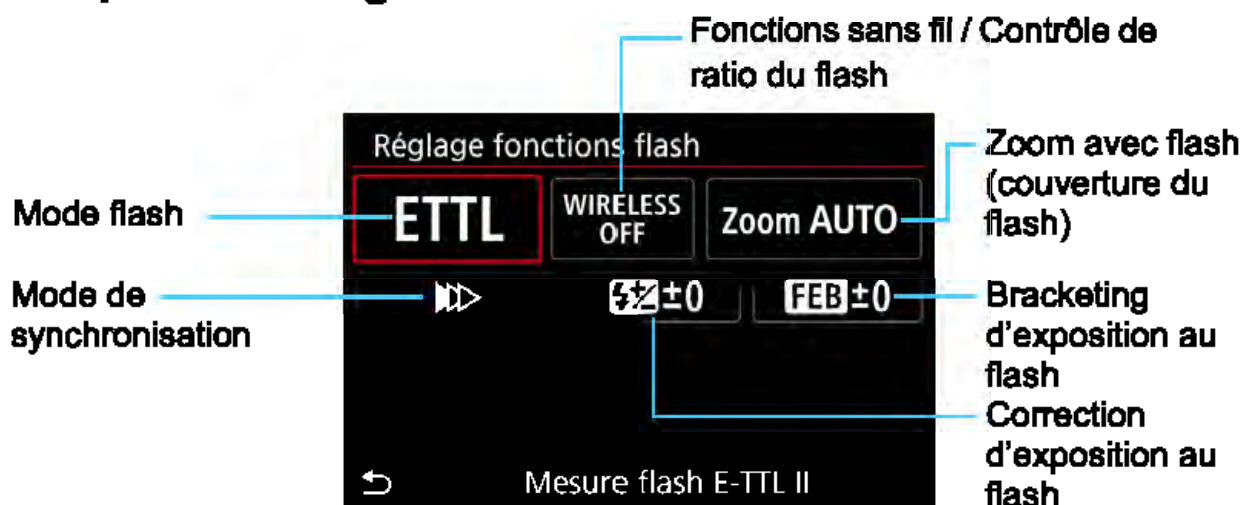 Fonctions sans fil / Contrôle de
ratio du flash
Réglage fonctions flash
Mode flash
ETTL
WIRELESS
OFF
Zoom AUTO
Zoom avec flash
(couverture du
flash)
Mode de
synchronisation
±0
FEB±0
Bracketing
d'exposition au
flash
Correction
d'exposition au
flash
Mesure flash E-TTL II